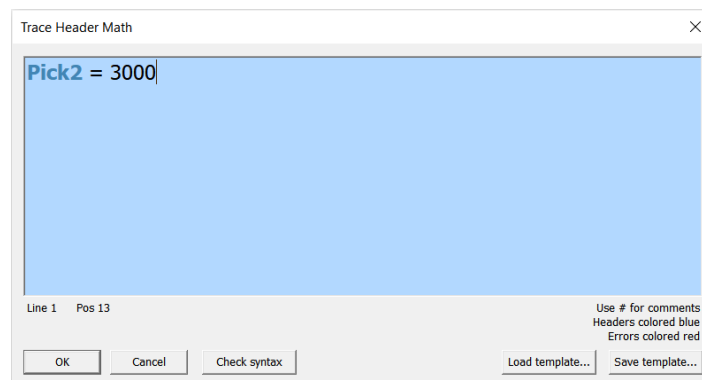 Trace Header Math
Pick2 = 3000
Line 1 Pos 13
Use # for comments
Headers colored blue
Errors colored red
OK Cancel Check syntax Load template... Save template...